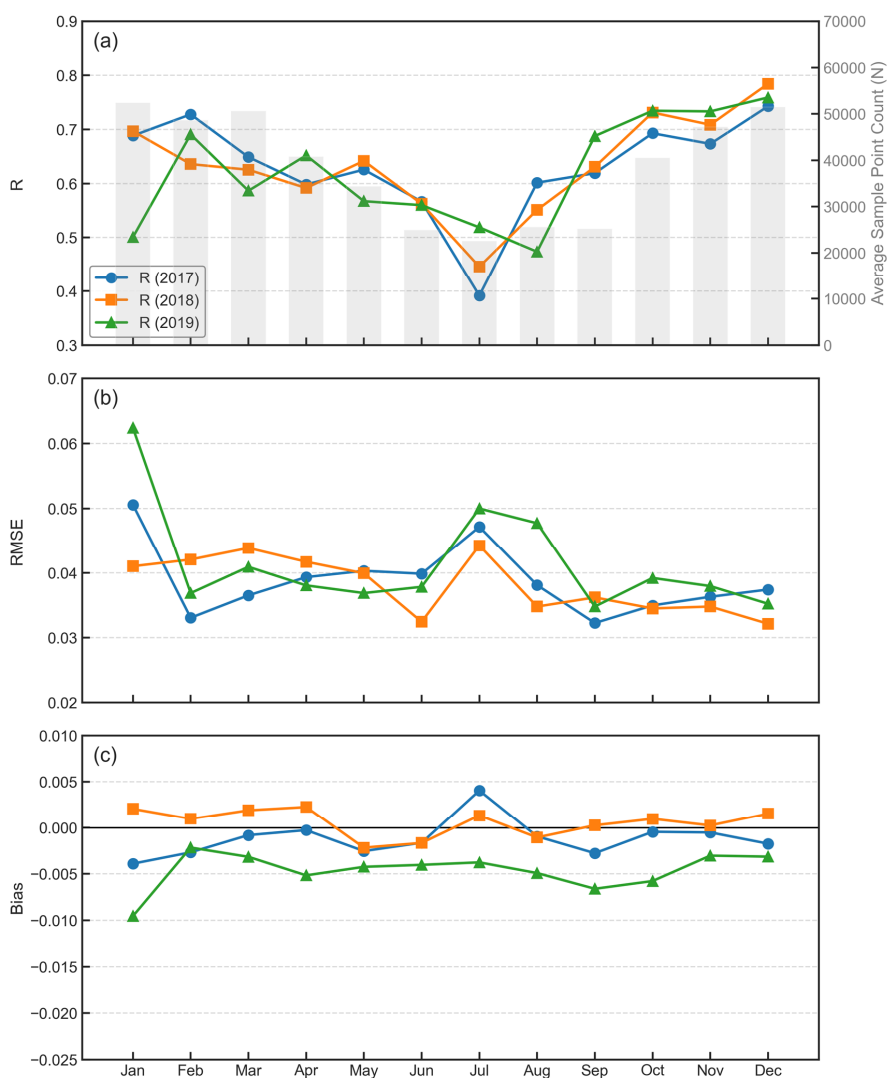 (a)
R
0.9
0.8
0.7
0.6
0.5
0.4
0.3
R (2017)
R (2018)
R (2019)
70000
60000
50000
40000
30000
20000
10000
0
Average Sample Point Count (N)
(b)
RMSE
0.07
0.06
0.05
0.04
0.03
0.02
(c)
Bias
0.010
0.005
0.000
−0.005
−0.010
−0.015
−0.020
−0.025
Jan Feb Mar Apr May Jun Jul Aug Sep Oct Nov Dec